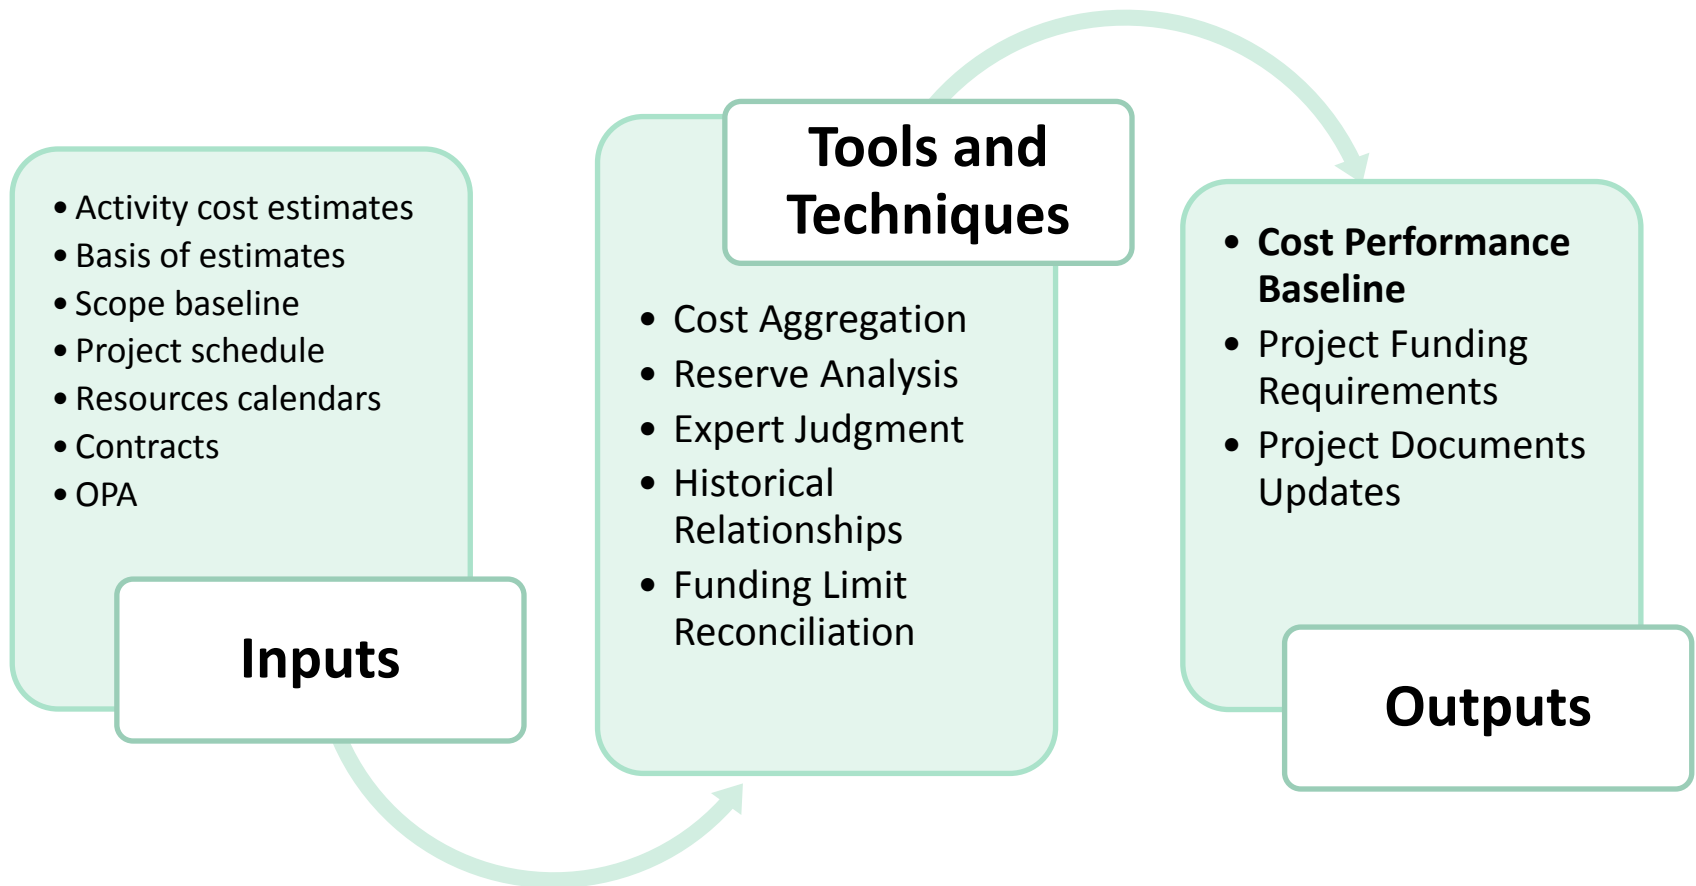 • Activity cost estimates
• Basis of estimates
• Scope baseline
• Project schedule
• Resources calendars
• Contracts
• OPA
Inputs
Tools and
Techniques
• Cost Aggregation
• Reserve Analysis
• Expert Judgment
• Historical
Relationships
• Funding Limit
Reconciliation
• Cost Performance
Baseline
• Project Funding
Requirements
• Project Documents
Updates
Outputs